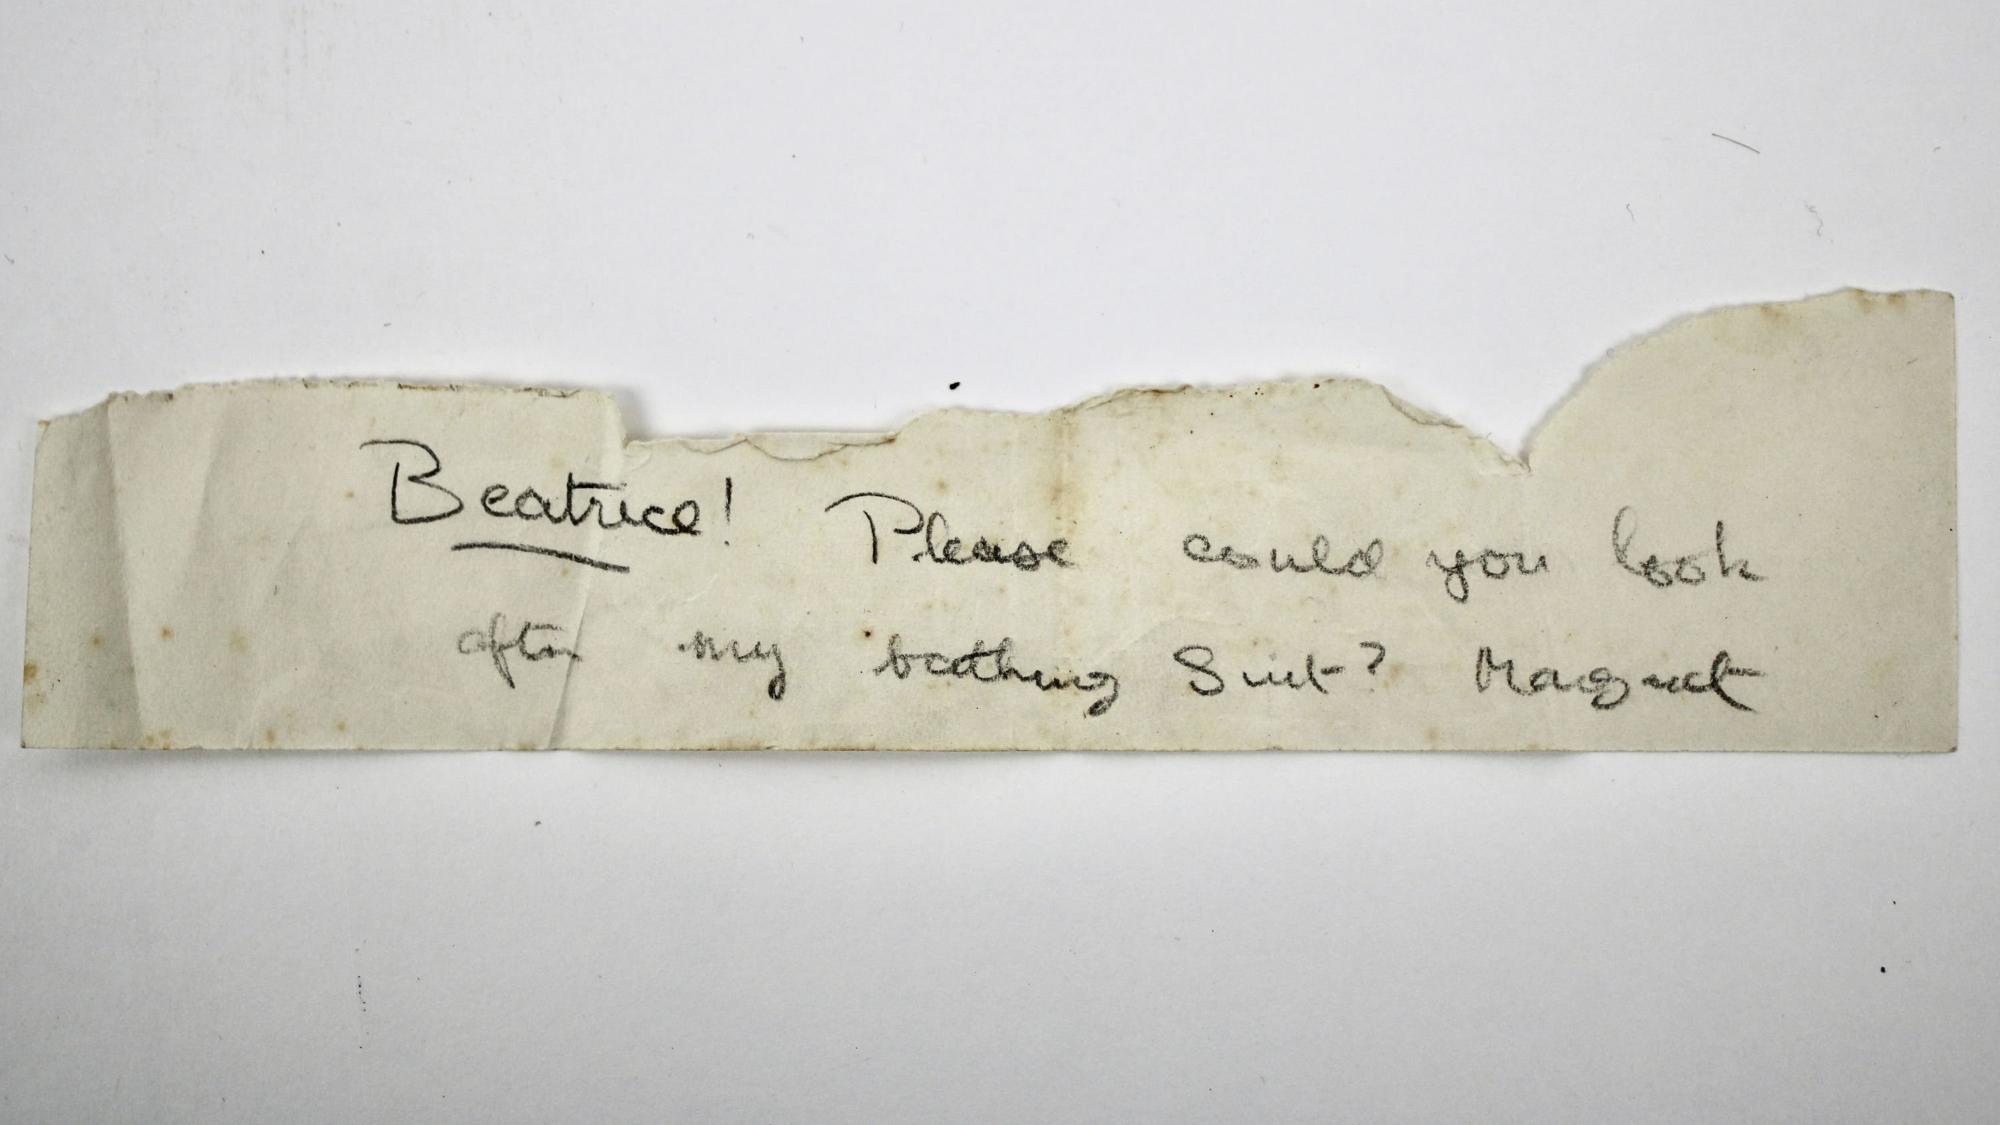 Beatrice! Please could you look
after my bathing Suit? Margaret